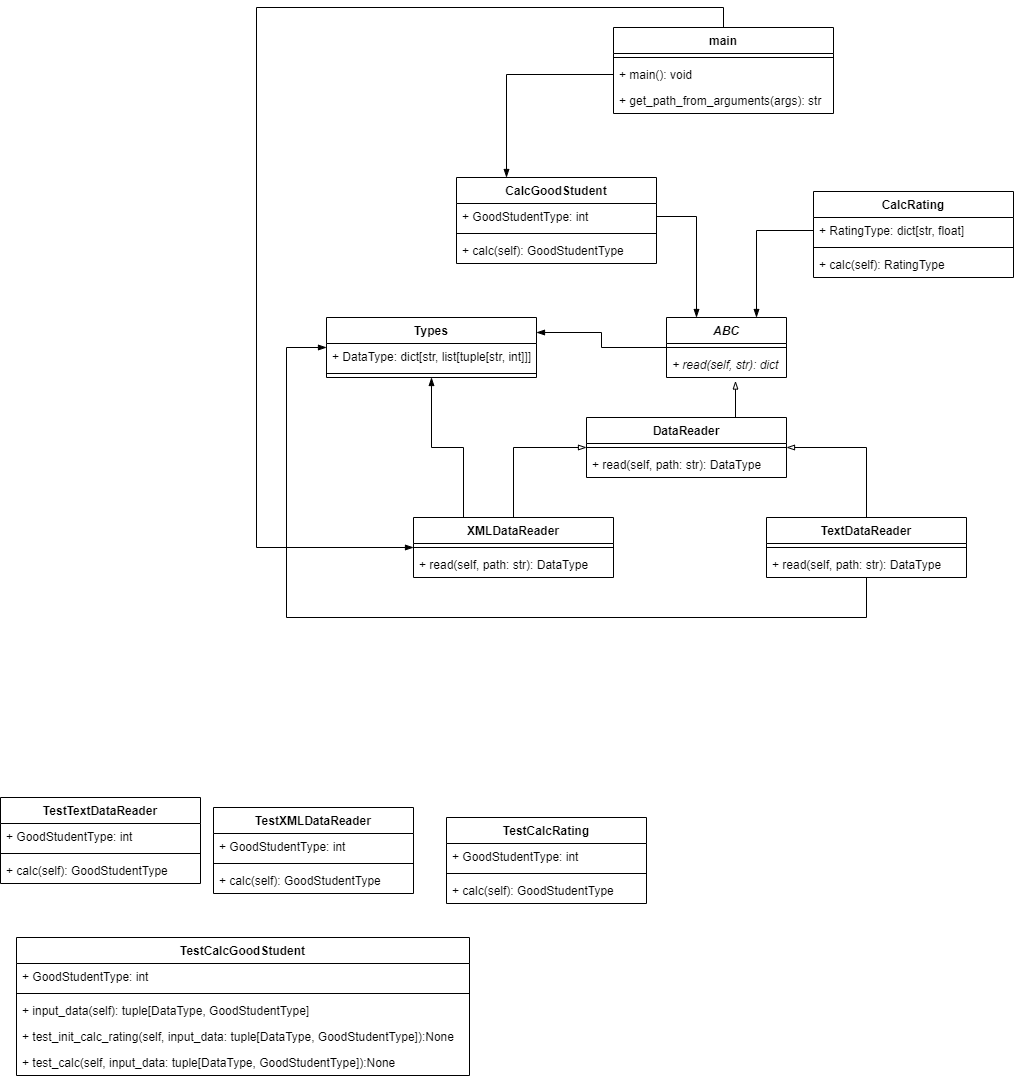 main
+ main(): void
+ get_path_from_arguments(args): str
CalcGoodStudent
+ GoodStudentType: int
+ calc(self): GoodStudentType
CalcRating
+ RatingType: dict[str, float]
+ calc(self): RatingType
Types
+ DataType: dict[str, list[tuple[str, int]]]
ABC
+ read(self, str): dict
DataReader
+ read(self, path: str): DataType
XMLDataReader
+ read(self, path: str): DataType
TextDataReader
+ read(self, path: str): DataType
TestTextDataReader
+ GoodStudentType: int
+ calc(self): GoodStudentType
TestXMLDataReader
+ GoodStudentType: int
+ calc(self): GoodStudentType
TestCalcRating
+ GoodStudentType: int
+ calc(self): GoodStudentType
TestCalcGoodStudent
+ GoodStudentType: int
+ input_data(self): tuple[DataType, GoodStudentType]
+ test_init_calc_rating(self, input_data: tuple[DataType, GoodStudentType]):None
+ test_calc(self, input_data: tuple[DataType, GoodStudentType]):None